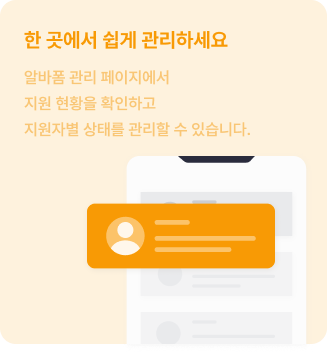 한 곳에서 쉽게 관리하세요
알바폼 관리 페이지에서
지원 현황을 확인하고
지원자별 상태를 관리할 수 있습니다.